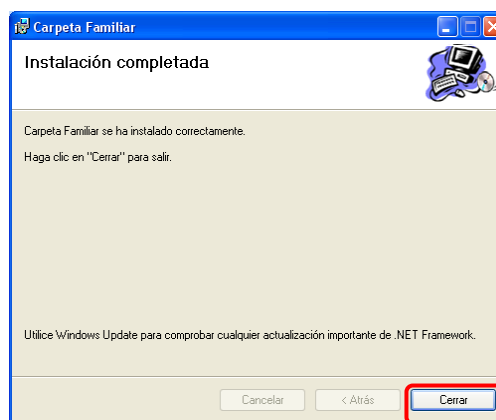 Carpeta Familiar
Instalación completada
Carpeta Familiar se ha instalado correctamente.
Haga clic en "Cerrar" para salir.
Utilice Windows Update para comprobar cualquier actualización importante de .NET Framework.
Cancelar < Atrás Cerrar